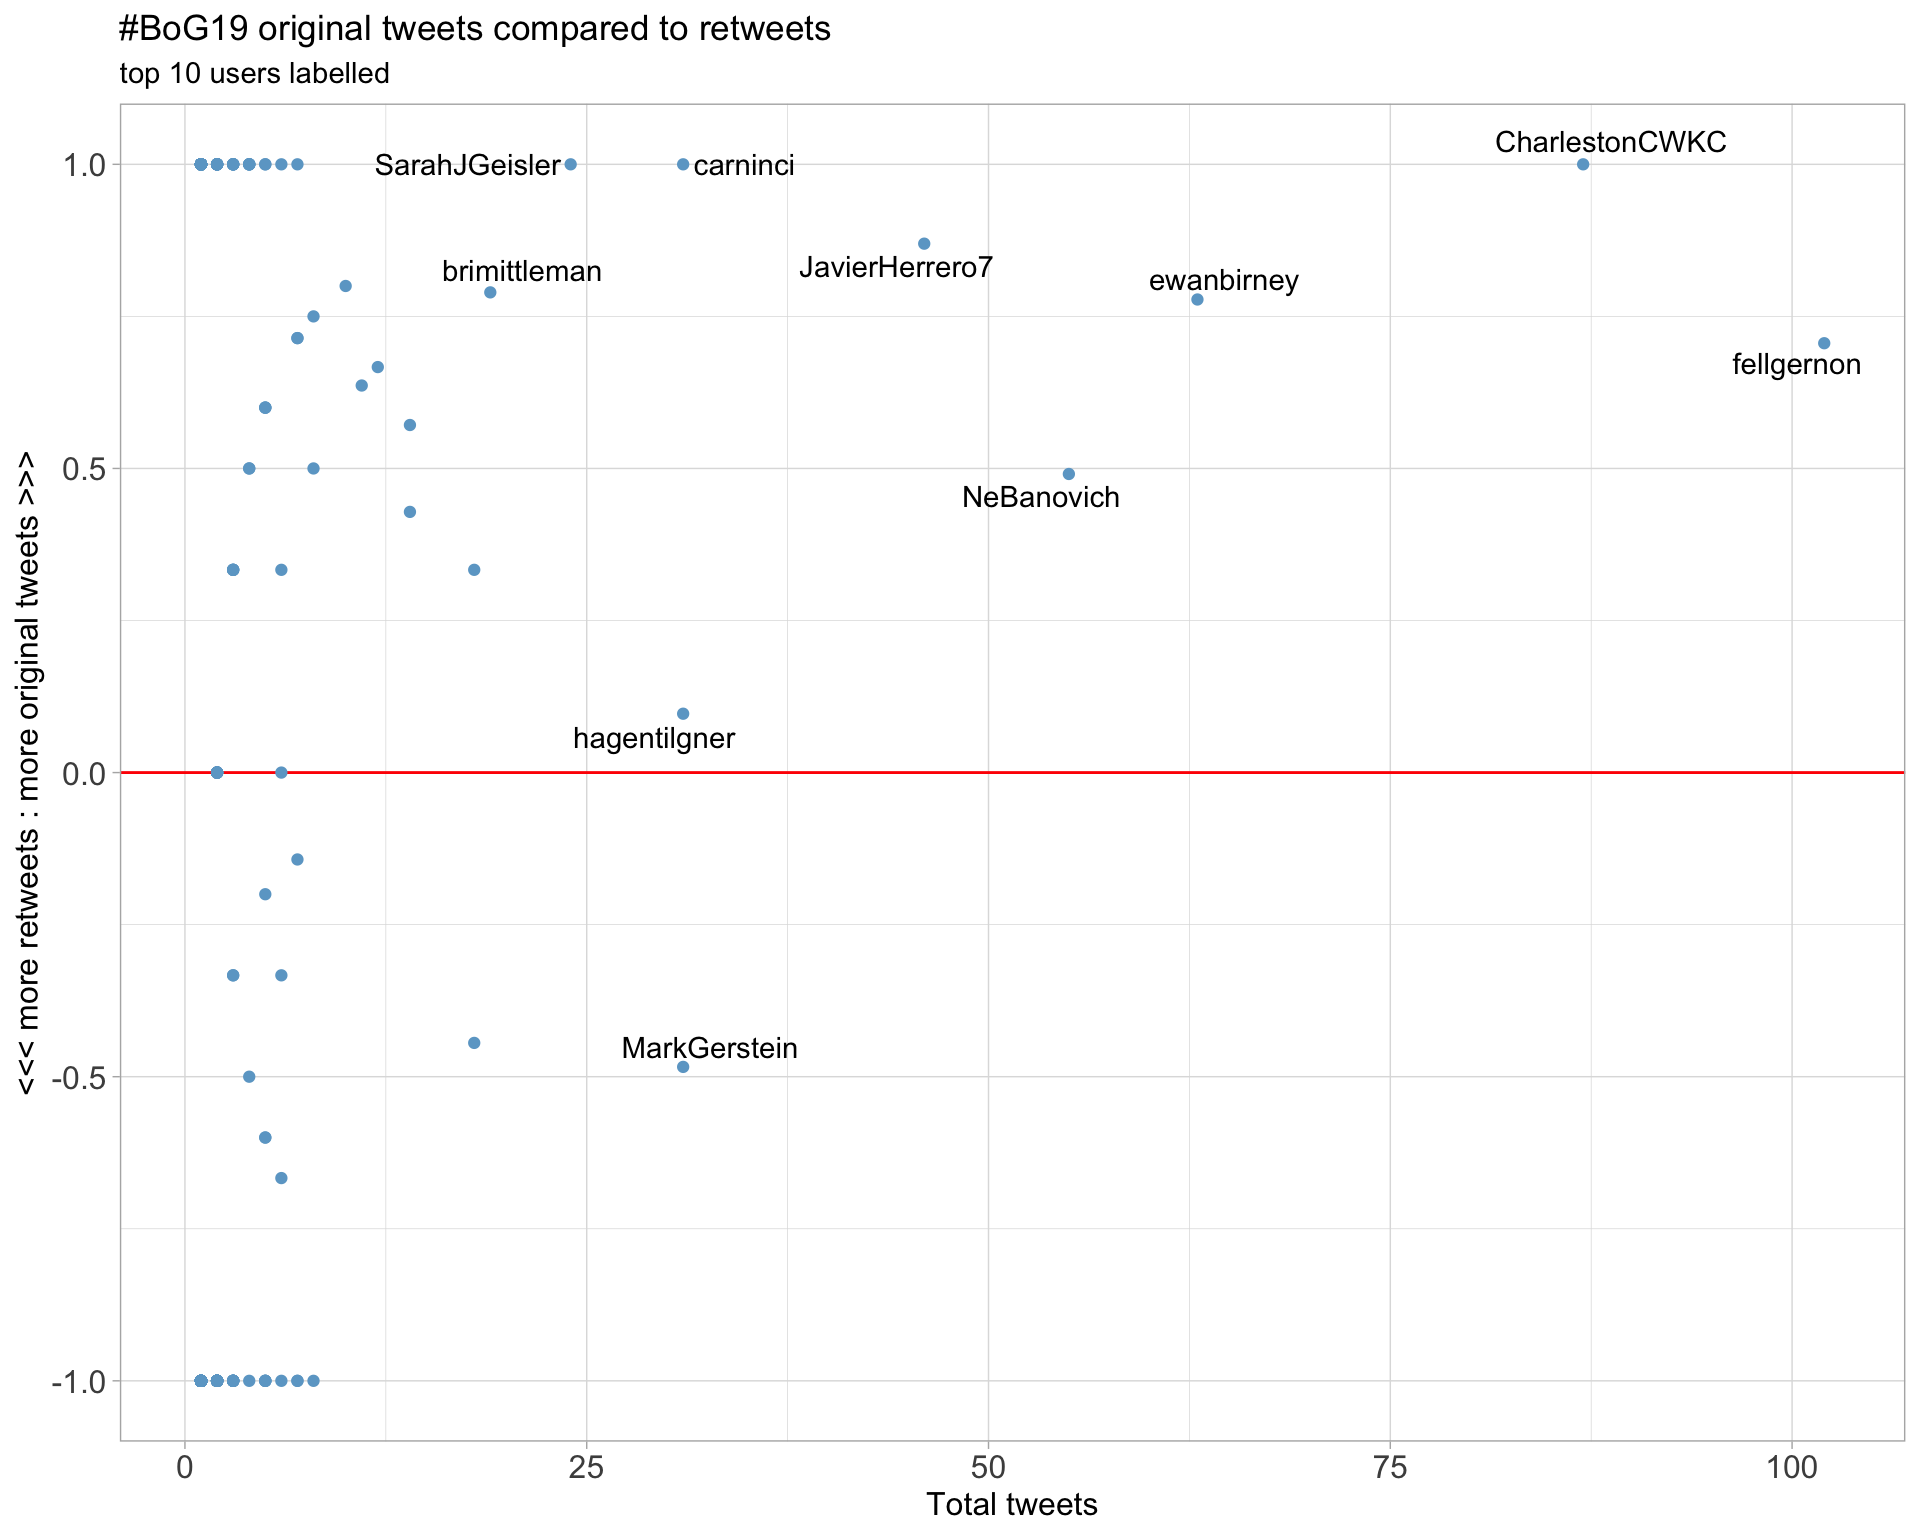 #BoG19 original tweets compared to retweets
top 10 users labelled
<<< more retweets : more original tweets >>>
1.0
0.5
0.0
-0.5
-1.0
CharlestonCWKC
SarahJGeisler
carninci
JavierHerrero7
brimittleman
ewanbirney
fellgernon
NeBanovich
hagentilgner
MarkGerstein
0
25
50
75
100
Total tweets